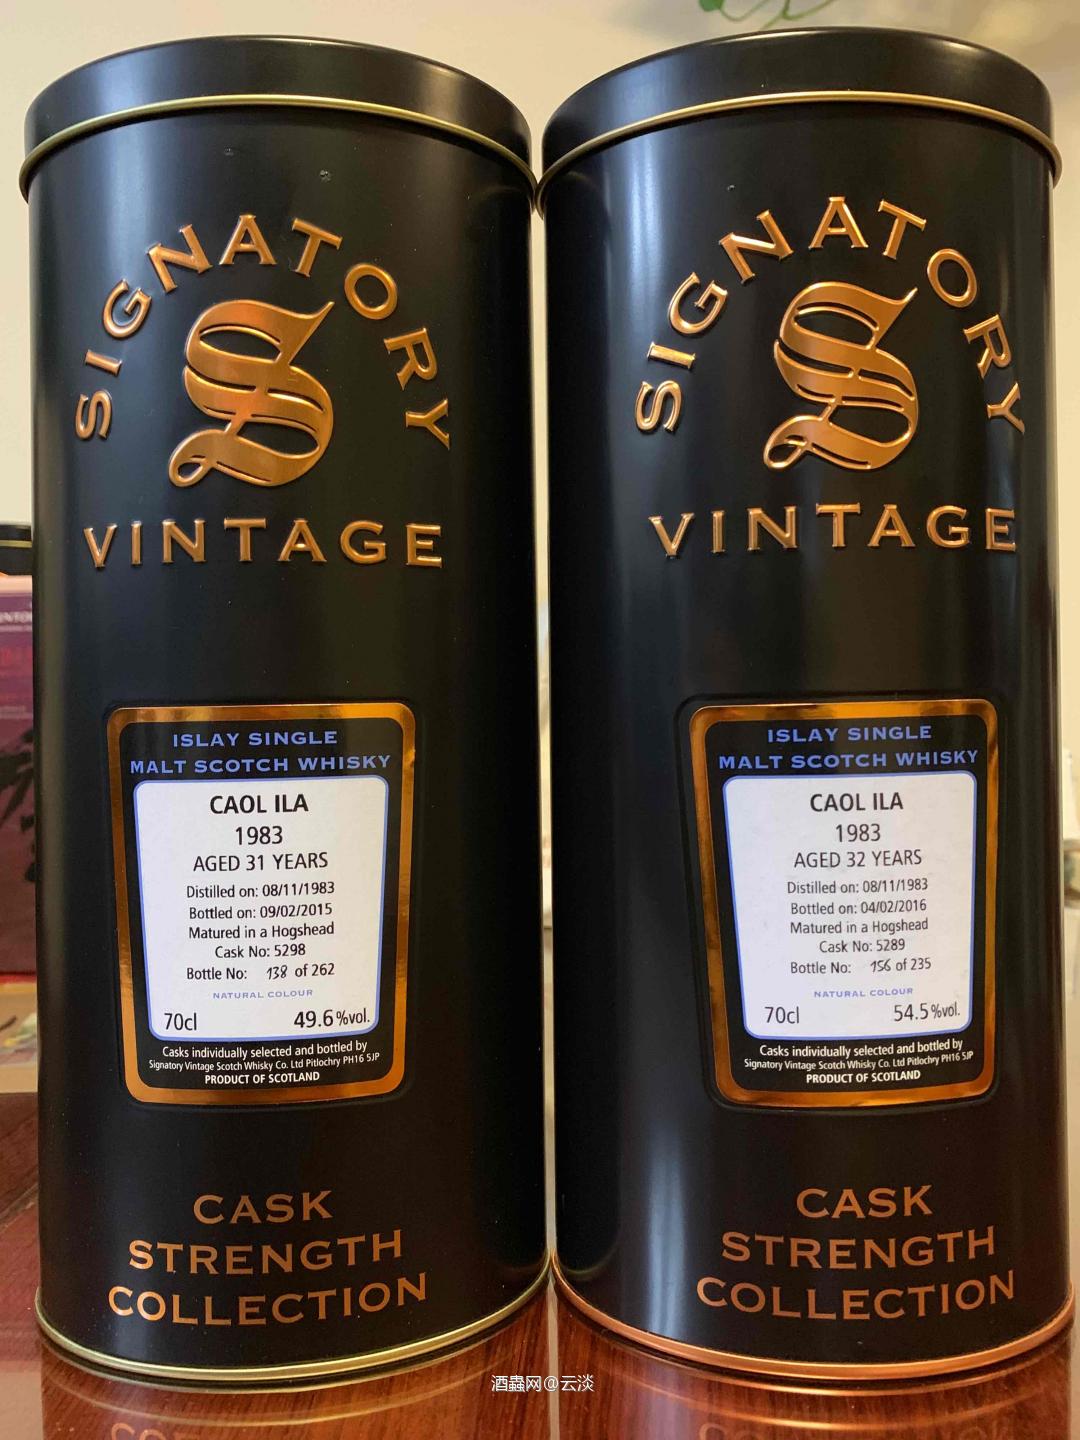 SIGNATORY
S
VINTAGE
ISLAY SINGLE
MALT SCOTCH WHISKY
CAOL ILA
1983
AGED 31 YEARS
Distilled on: 08/11/1983
Bottled on: 09/02/2015
Matured in a Hogshead
Cask No: 5298
Bottle No: 138 of 262
NATURAL COLOUR
70cl 49.6%vol.
Casks individually selected and bottled by
Signatory Vintage Scotch Whisky Co. Ltd Pitlochry PH16 5JP
PRODUCT OF SCOTLAND
CASK
STRENGTH
COLLECTION
SIGNATORY
S
VINTAGE
ISLAY SINGLE
MALT SCOTCH WHISKY
CAOL ILA
1983
AGED 32 YEARS
Distilled on: 08/11/1983
Bottled on: 04/02/2016
Matured in a Hogshead
Cask No: 5289
Bottle No: 156 of 235
NATURAL COLOUR
70cl 54.5%vol.
Casks individually selected and bottled by
Signatory Vintage Scotch Whisky Co. Ltd Pitlochry PH16 5JP
PRODUCT OF SCOTLAND
CASK
STRENGTH
COLLECTION
酒蟲网@云淡